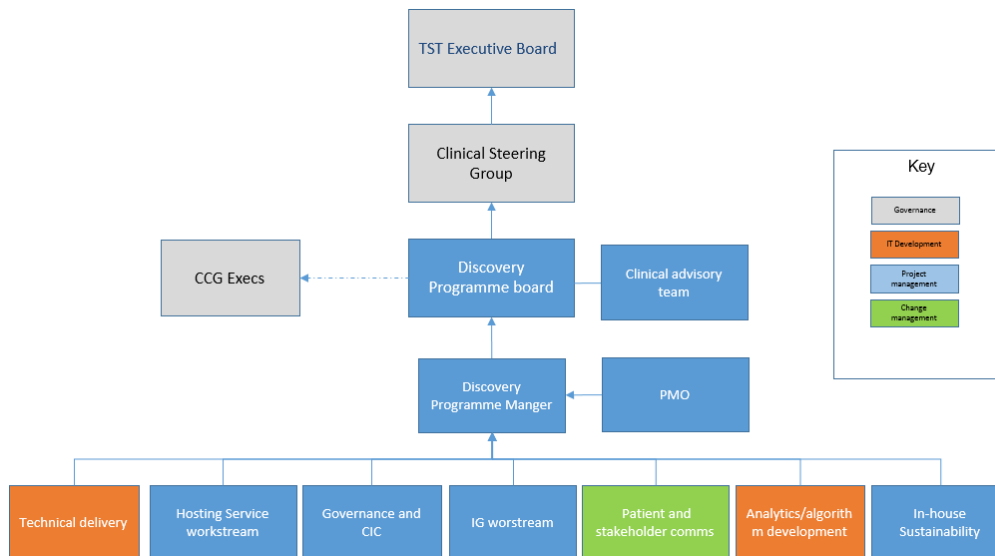 TST Executive Board
Clinical Steering
Group
Key
Governance
IT Development
Project
management
Change
management
CCG Execs
Discovery
Programme board
Clinical advisory
team
Discovery
Programme Manger
PMO
Technical delivery
Hosting Service
workstream
Governance and
CIC
IG worstream
Patient and
stakeholder comms
Analytics/algorith
m development
In-house
Sustainability